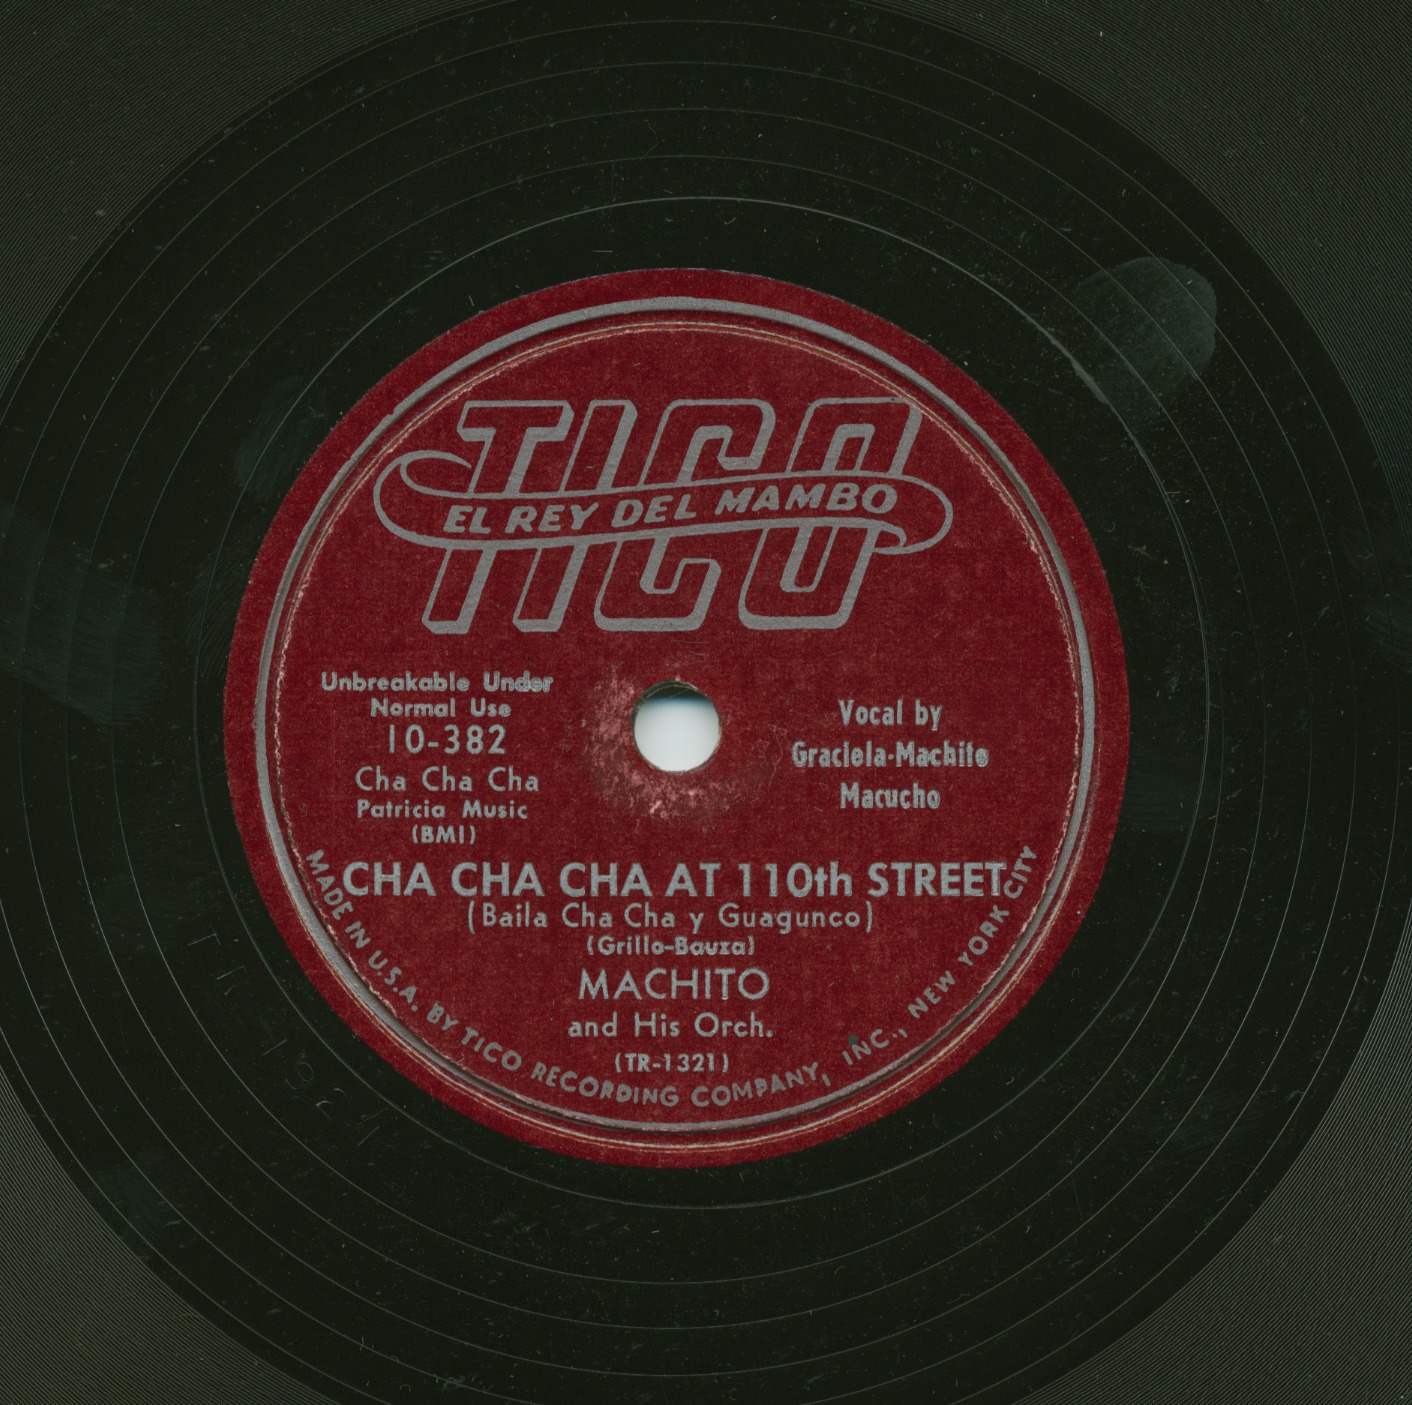 TICO
EL REY DEL MAMBO
Unbreakable Under
Normal Use
10-382
Cha Cha Cha
Patricia Music
(BMI)
Vocal by
Graciela-Machito
Macucho
CHA CHA CHA AT 110th STREET
(Baila Cha Cha y Guagunco)
(Grillo-Bauza)
MACHITO
and His Orch.
(TR-1321)
MADE IN U.S.A. BY TICO RECORDING COMPANY, INC., NEW YORK CITY